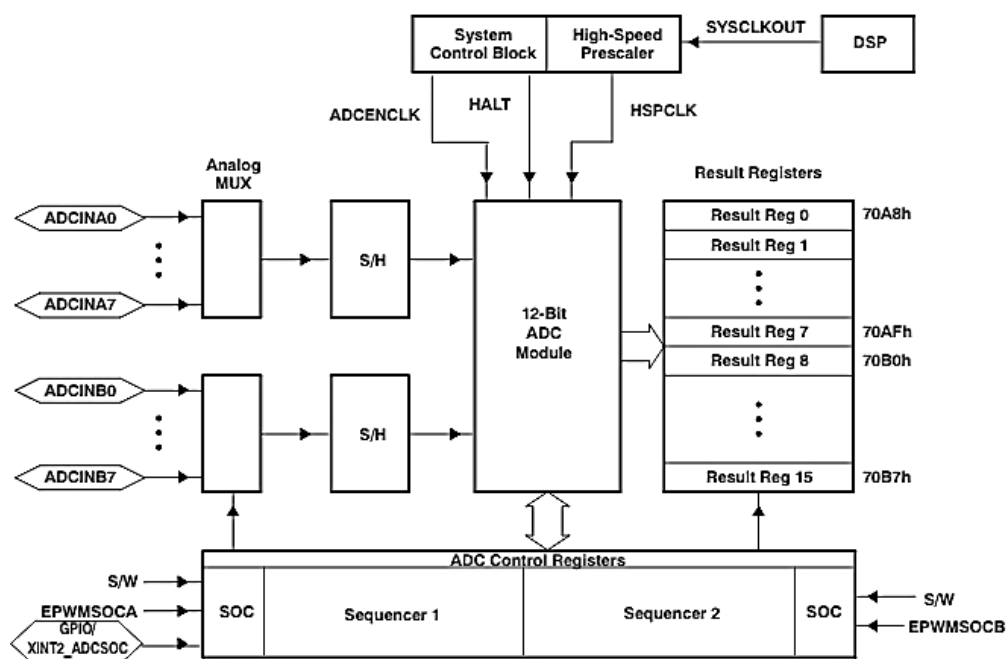 System
Control Block
High-Speed
Prescaler
SYSCLKOUT
DSP
ADCENCLK
HALT
HSPCLK
Analog
MUX
Result Registers
ADCINA0
ADCINA7
S/H
12-Bit
ADC
Module
Result Reg 0
70A8h
Result Reg 1
Result Reg 7
70AFh
Result Reg 8
70B0h
ADCINB0
ADCINB7
S/H
Result Reg 15
70B7h
ADC Control Registers
S/W
EPWMSOCA
GPIO/
XINT2_ADCSOC
SOC
Sequencer 1
Sequencer 2
SOC
S/W
EPWMSOCB